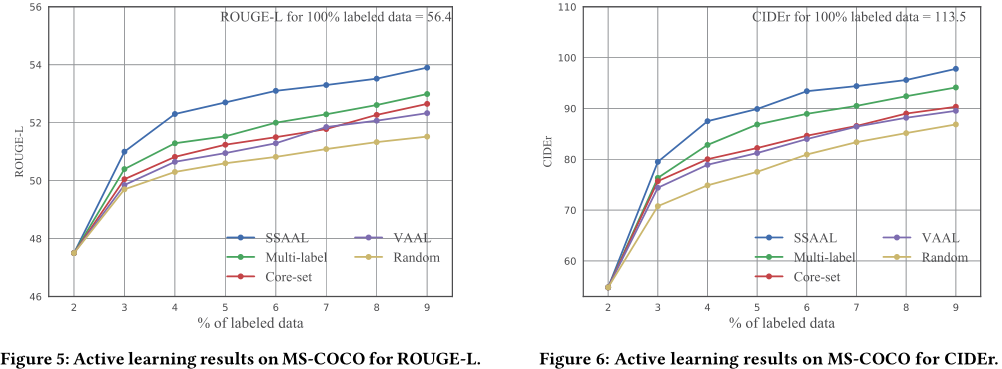 ROUGE-L for 100% labeled data = 56.4
56
54
52
50
48
46
ROUGE-L
SSAAL
Multi-label
Core-set
VAAL
Random
2 3 4 5 6 7 8 9
% of labeled data
Figure 5: Active learning results on MS-COCO for ROUGE-L.
CIDEr for 100% labeled data = 113.5
110
100
90
80
70
60
CIDEr
SSAAL
Multi-label
Core-set
VAAL
Random
2 3 4 5 6 7 8 9
% of labeled data
Figure 6: Active learning results on MS-COCO for CIDEr.